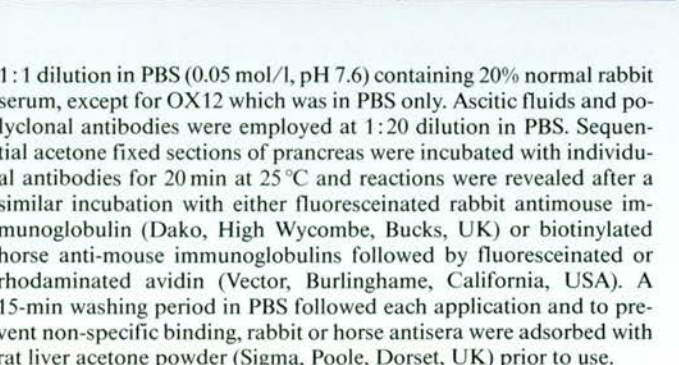 1:1 dilution in PBS (0.05 mol/l, pH 7.6) containing 20% normal rabbit
serum, except for OX12 which was in PBS only. Ascitic fluids and po-
lyclonal antibodies were employed at 1:20 dilution in PBS. Sequen-
tial acetone fixed sections of prancreas were incubated with individu-
al antibodies for 20 min at 25 °C and reactions were revealed after a
similar incubation with either fluoresceinated rabbit antimouse im-
munoglobulin (Dako, High Wycombe, Bucks, UK) or biotinylated
horse anti-mouse immunoglobulins followed by fluoresceinated or
rhodaminated avidin (Vector, Burlinghame, California, USA). A
15-min washing period in PBS followed each application and to pre-
vent non-specific binding, rabbit or horse antisera were adsorbed with
rat liver acetone powder (Sigma, Poole, Dorset, UK) prior to use.